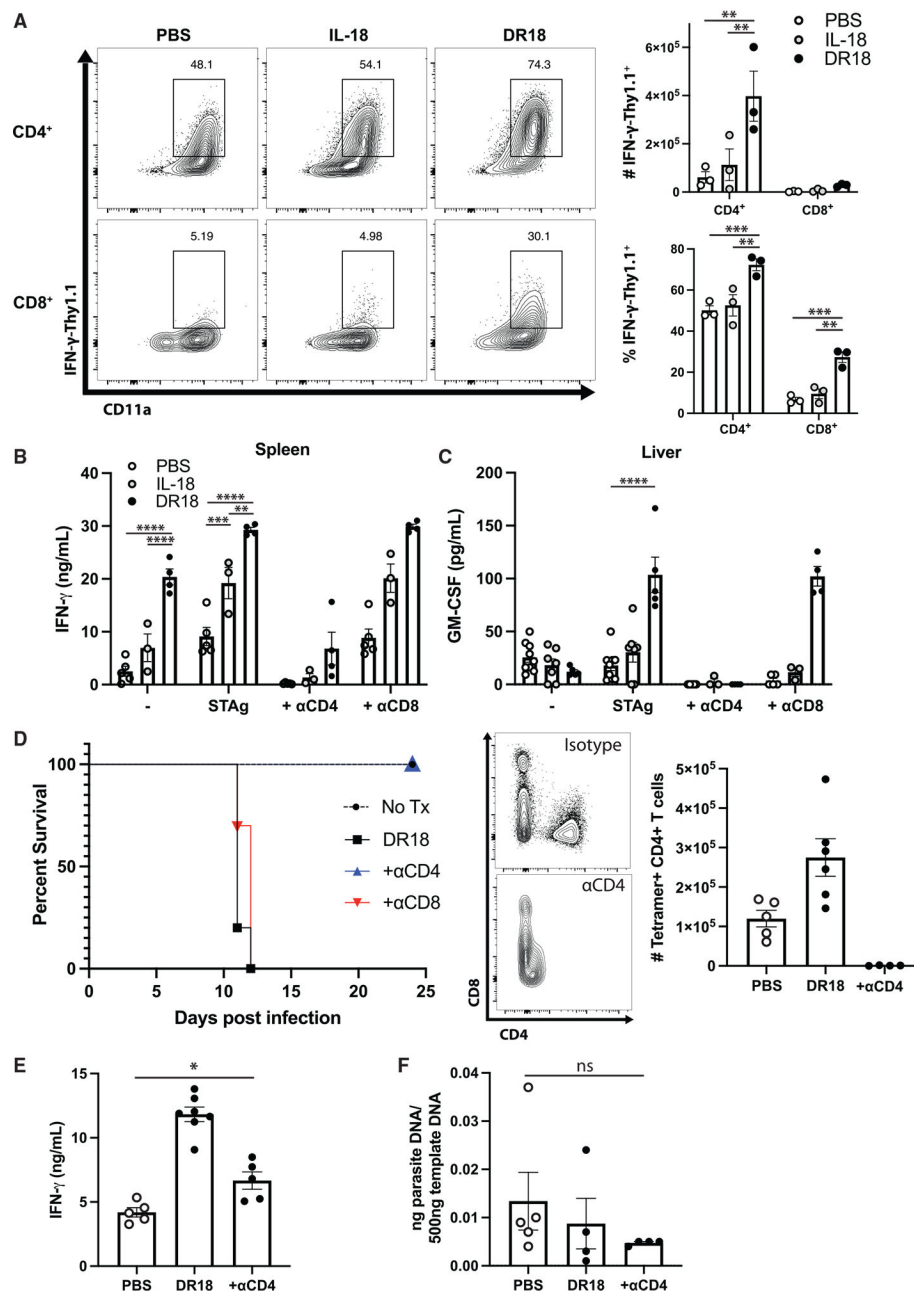 A
PBS
IL-18
DR18
CD4⁺
48.1
54.1
74.3
CD8⁺
5.19
4.98
30.1
IFN-γ-Thy1.1
CD11a
PBS
IL-18
DR18
# IFN-γ-Thy1.1⁺
6×10⁵
4×10⁵
2×10⁵
0
** **
CD4⁺ CD8⁺
% IFN-γ-Thy1.1⁺
80
60
40
20
0
*** **
*** **
CD4⁺ CD8⁺
B
Spleen
PBS
IL-18
DR18
IFN-γ (ng/mL)
40
30
20
10
0
**** ****
**** *** **
- STAg + αCD4 + αCD8
C
Liver
GM-CSF (pg/mL)
200
150
100
50
0
****
- STAg + αCD4 + αCD8
D
Percent Survival
100
50
0
No Tx
DR18
+αCD4
+αCD8
0 5 10 15 20 25
Days post infection
Isotype
αCD4
CD8
CD4
# Tetramer+ CD4+ T cells
5×10⁵
4×10⁵
3×10⁵
2×10⁵
1×10⁵
0
PBS DR18 +αCD4
E
IFN-γ (ng/mL)
15
10
5
0
*
PBS DR18 +αCD4
F
ng parasite DNA/
500ng template DNA
0.04
0.03
0.02
0.01
0.00
ns
PBS DR18 +αCD4